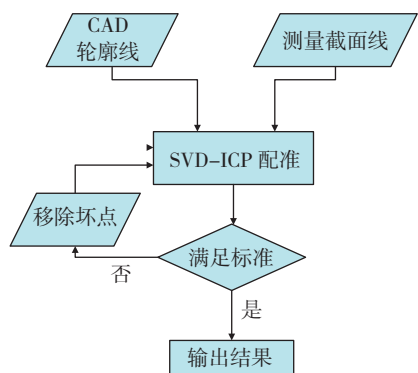 CAD
轮廓线
测量截面线
SVD-ICP 配准
移除坏点
满足标准
否
是
输出结果